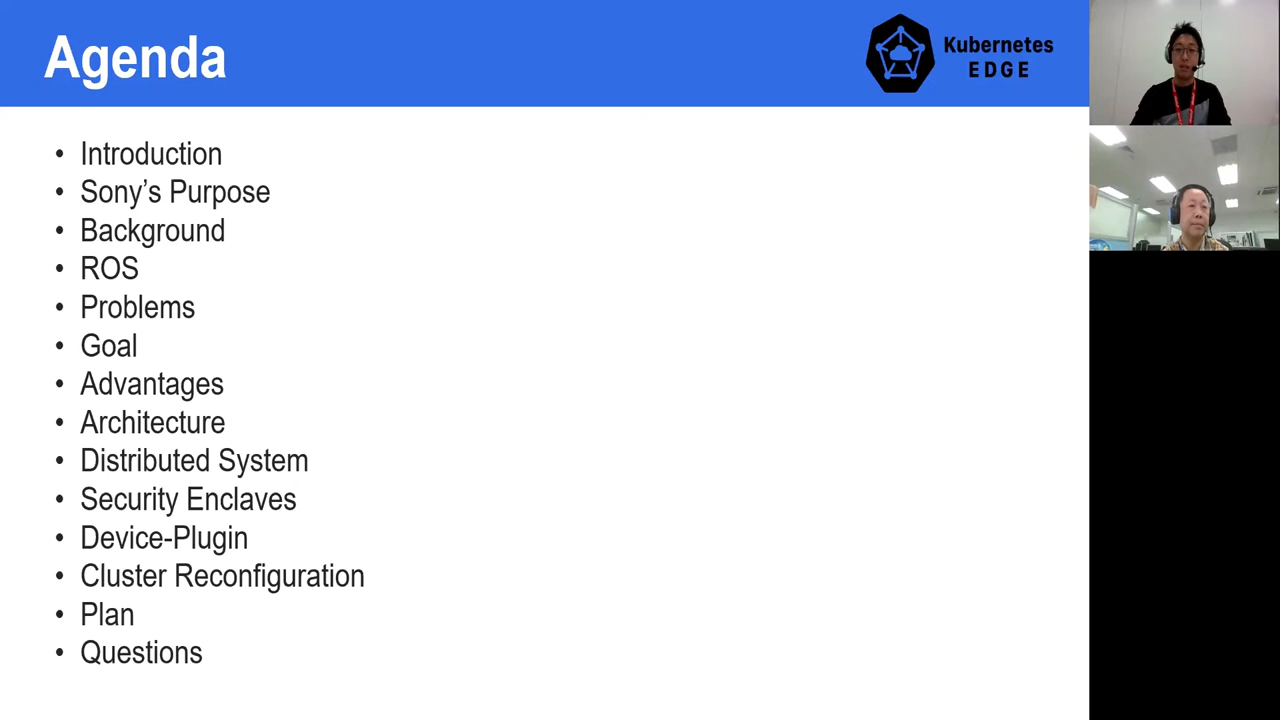 Agenda
Kubernetes
EDGE
• Introduction
• Sony's Purpose
• Background
• ROS
• Problems
• Goal
• Advantages
• Architecture
• Distributed System
• Security Enclaves
• Device-Plugin
• Cluster Reconfiguration
• Plan
• Questions